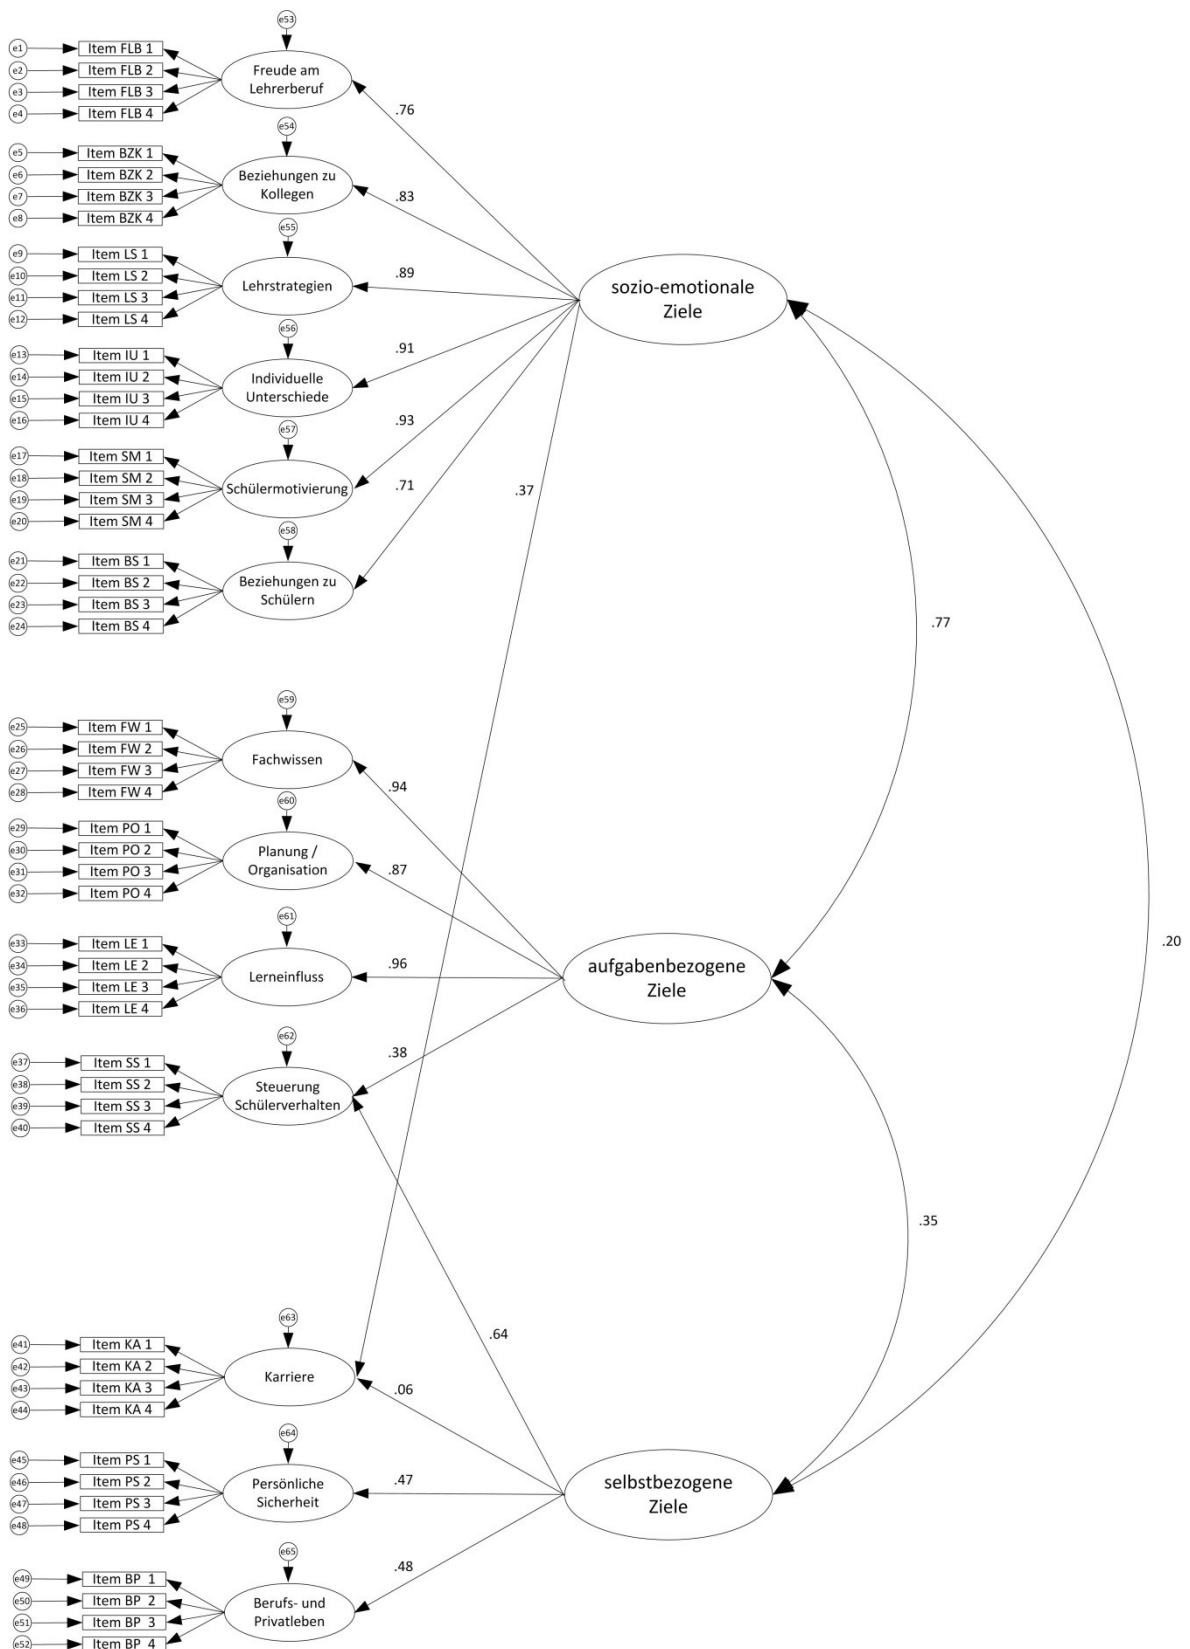 e53
e1
Item FLB 1
e2
Item FLB 2
e3
Item FLB 3
e4
Item FLB 4
Freude am
Lehrerberuf
.76
e54
e5
Item BZK 1
e6
Item BZK 2
e7
Item BZK 3
e8
Item BZK 4
Beziehungen zu
Kollegen
.83
e55
e9
Item LS 1
e10
Item LS 2
e11
Item LS 3
e12
Item LS 4
Lehrstrategien
.89
sozio-emotionale
Ziele
e56
e13
Item IU 1
e14
Item IU 2
e15
Item IU 3
e16
Item IU 4
Individuelle
Unterschiede
.91
e57
e17
Item SM 1
e18
Item SM 2
e19
Item SM 3
e20
Item SM 4
Schülermotivierung
.93
.71
.37
e58
e21
Item BS 1
e22
Item BS 2
e23
Item BS 3
e24
Item BS 4
Beziehungen zu
Schülern
.77
e59
e25
Item FW 1
e26
Item FW 2
e27
Item FW 3
e28
Item FW 4
Fachwissen
.94
e60
e29
Item PO 1
e30
Item PO 2
e31
Item PO 3
e32
Item PO 4
Planung /
Organisation
.87
e61
e33
Item LE 1
e34
Item LE 2
e35
Item LE 3
e36
Item LE 4
Lerneinfluss
.96
aufgabenbezogene
Ziele
.20
e62
e37
Item SS 1
e38
Item SS 2
e39
Item SS 3
e40
Item SS 4
Steuerung
Schülerverhalten
.38
.35
e63
e41
Item KA 1
e42
Item KA 2
e43
Item KA 3
e44
Item KA 4
Karriere
.64
.06
e64
e45
Item PS 1
e46
Item PS 2
e47
Item PS 3
e48
Item PS 4
Persönliche
Sicherheit
.47
selbstbezogene
Ziele
e65
e49
Item BP 1
e50
Item BP 2
e51
Item BP 3
e52
Item BP 4
Berufs- und
Privatleben
.48